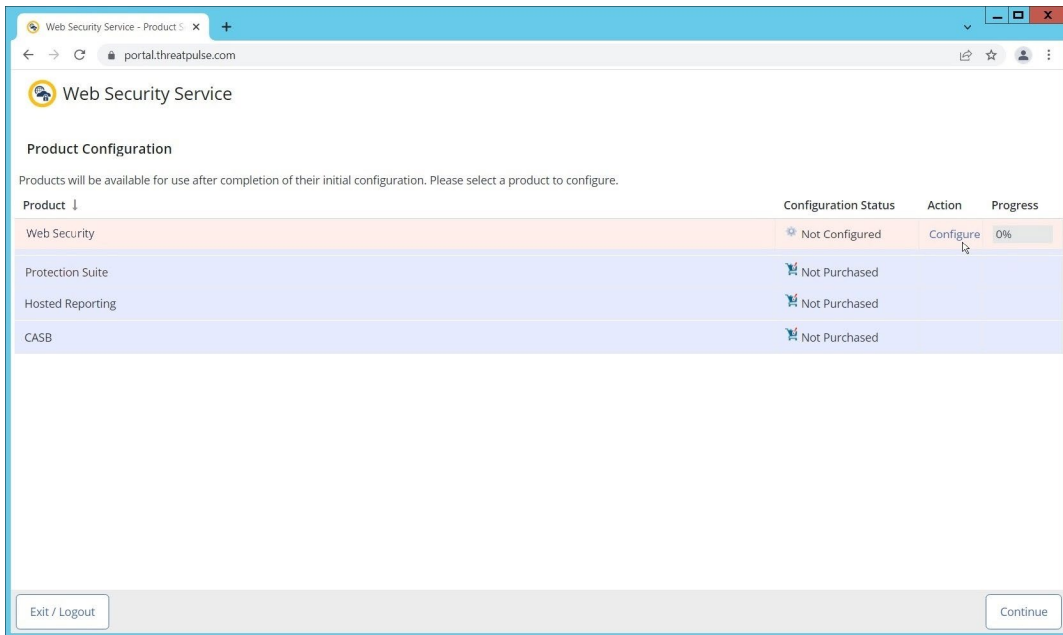 Web Security Service - Product S
portal.threatpulse.com
Web Security Service
Product Configuration
Products will be available for use after completion of their initial configuration. Please select a product to configure.
Product ↓ Configuration Status Action Progress
Web Security Not Configured Configure 0%
Protection Suite Not Purchased
Hosted Reporting Not Purchased
CASB Not Purchased
Exit / Logout Continue